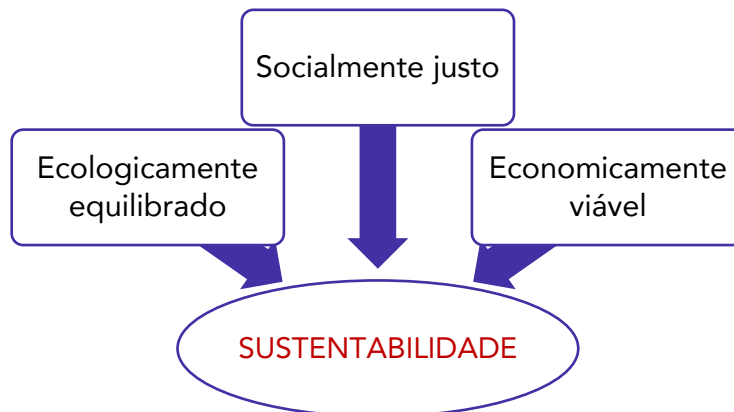 Socialmente justo
Ecologicamente
equilibrado
Economicamente
viável
SUSTENTABILIDADE